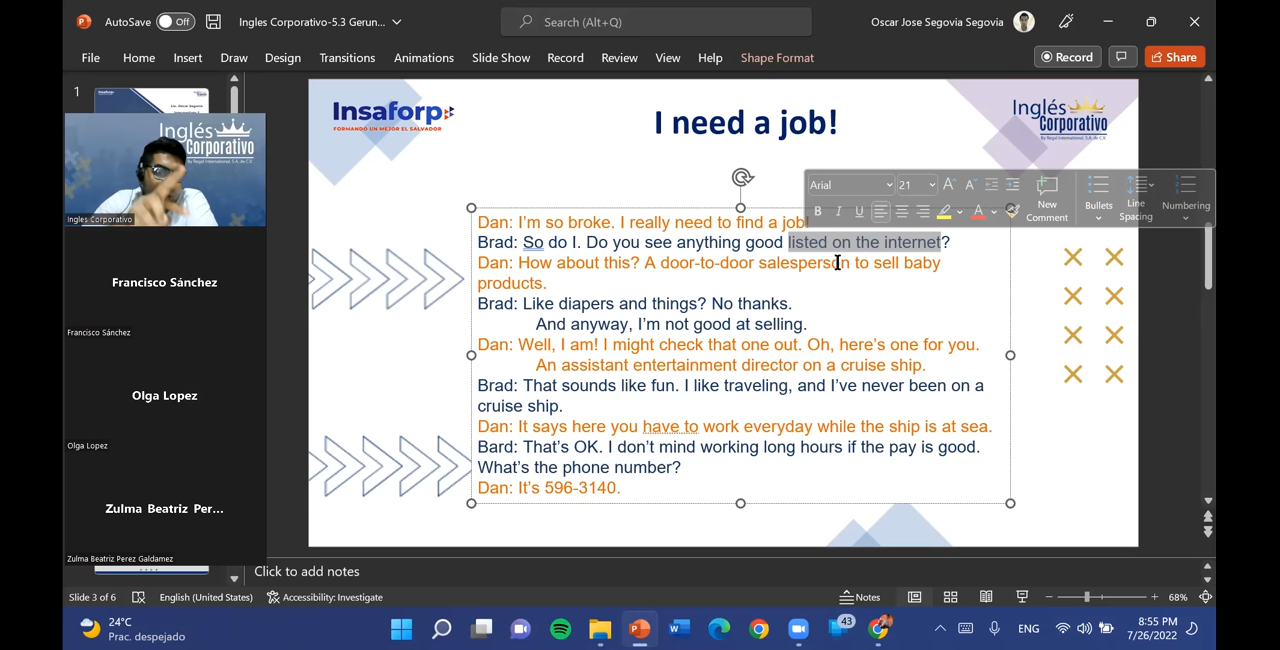 AutoSave Off Ingles Corporativo-5.3 Gerun... Search (Alt+Q) Oscar Jose Segovia Segovia
File Home Insert Draw Design Transitions Animations Slide Show Record Review View Help Shape Format Record Share
1
Inglés
Corporativo
By Regal International, S.A. de C.V.
Ingles Corporativo
Francisco Sánchez
Francisco Sánchez
Olga Lopez
Olga Lopez
Zulma Beatriz Per...
Zulma Beatriz Perez Galdamez
Insaforp
FORMANDO UN MEJOR EL SALVADOR
I need a job!
Inglés
Corporativo
By Regal International, S.A. de C.V.
Arial 21 A A New Comment Bullets Line Spacing Numbering
B I U A
Dan: I'm so broke. I really need to find a job!
Brad: So do I. Do you see anything good listed on the internet?
Dan: How about this? A door-to-door salesperson to sell baby
products.
Brad: Like diapers and things? No thanks.
And anyway, I'm not good at selling.
Dan: Well, I am! I might check that one out. Oh, here's one for you.
An assistant entertainment director on a cruise ship.
Brad: That sounds like fun. I like traveling, and I've never been on a
cruise ship.
Dan: It says here you have to work everyday while the ship is at sea.
Bard: That's OK. I don't mind working long hours if the pay is good.
What's the phone number?
Dan: It's 596-3140.
Click to add notes
Slide 3 of 6 English (United States) Accessibility: Investigate Notes 68%
24°C
Prac. despejado
43
ENG
8:55 PM
7/26/2022